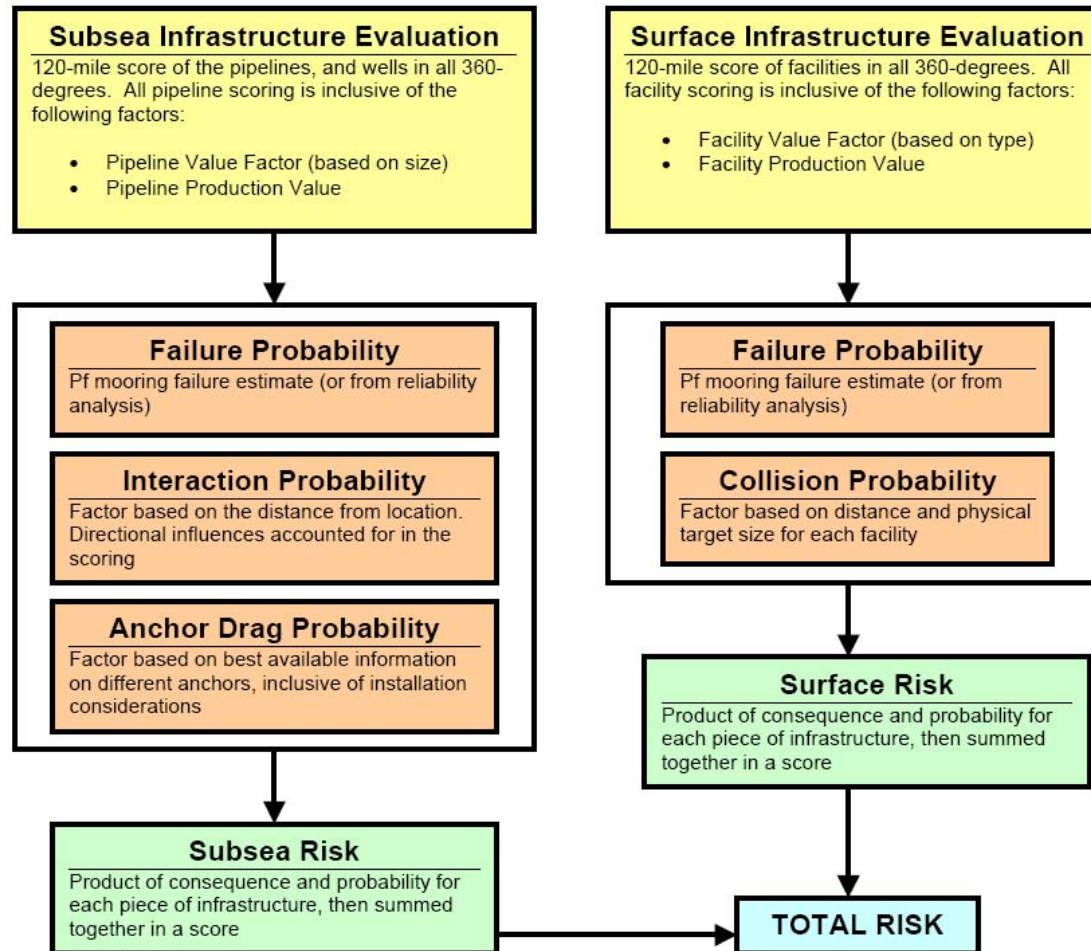 Subsea Infrastructure Evaluation
120-mile score of the pipelines, and wells in all 360-
degrees.  All pipeline scoring is inclusive of the
following factors:
• Pipeline Value Factor (based on size)
• Pipeline Production Value
Failure Probability
Pf mooring failure estimate (or from reliability
analysis)
Interaction Probability
Factor based on the distance from location.
Directional influences accounted for in the
scoring
Anchor Drag Probability
Factor based on best available information
on different anchors, inclusive of installation
considerations
Subsea Risk
Product of consequence and probability for
each piece of infrastructure, then summed
together in a score
Surface Infrastructure Evaluation
120-mile score of facilities in all 360-degrees.  All
facility scoring is inclusive of the following factors:
• Facility Value Factor (based on type)
• Facility Production Value
Failure Probability
Pf mooring failure estimate (or from
reliability analysis)
Collision Probability
Factor based on distance and physical
target size for each facility
Surface Risk
Product of consequence and probability for
each piece of infrastructure, then summed
together in a score
TOTAL RISK